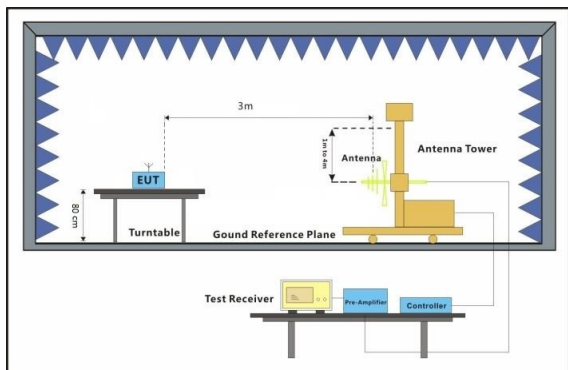 3m
1m to 4m
Antenna
Antenna Tower
EUT
80 cm
Turntable
Gound Reference Plane
Test Receiver
Pre-Amplifier
Controller